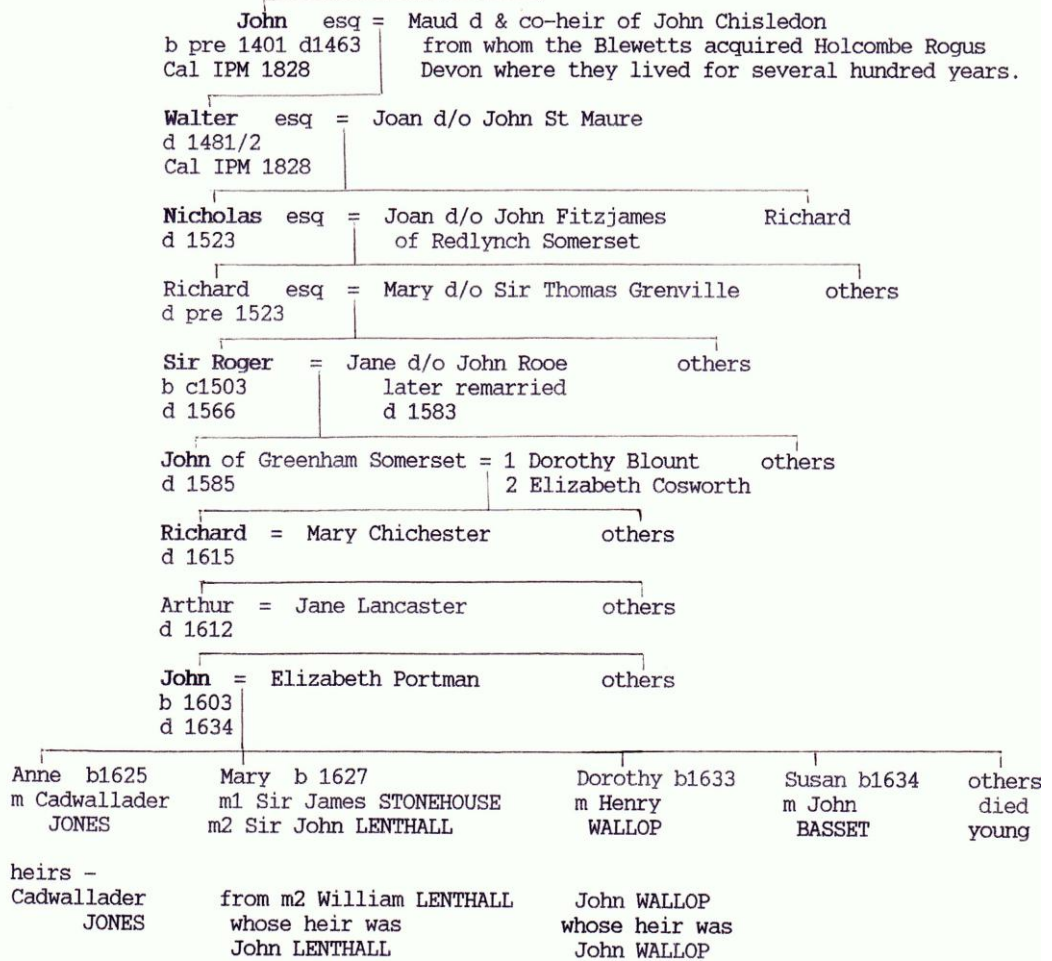 John esq = Maud d & co-heir of John Chisledon
b pre 1401 d1463 from whom the Blewetts acquired Holcombe Rogus
Cal IPM 1828 Devon where they lived for several hundred years.
Walter esq = Joan d/o John St Maure
d 1481/2
Cal IPM 1828
Nicholas esq = Joan d/o John Fitzjames Richard
d 1523 of Redlynch Somerset
Richard esq = Mary d/o Sir Thomas Grenville others
d pre 1523
Sir Roger = Jane d/o John Rooe others
b c1503 later remarried
d 1566 d 1583
John of Greenham Somerset = 1 Dorothy Blount others
d 1585 2 Elizabeth Cosworth
Richard = Mary Chichester others
d 1615
Arthur = Jane Lancaster others
d 1612
John = Elizabeth Portman others
b 1603
d 1634
Anne b1625 Mary b 1627 Dorothy b1633 Susan b1634 others
m Cadwallader m1 Sir James STONEHOUSE m Henry m John died
JONES m2 Sir John LENTHALL WALLOP BASSET young
heirs -
Cadwallader from m2 William LENTHALL John WALLOP
JONES whose heir was whose heir was
John LENTHALL John WALLOP